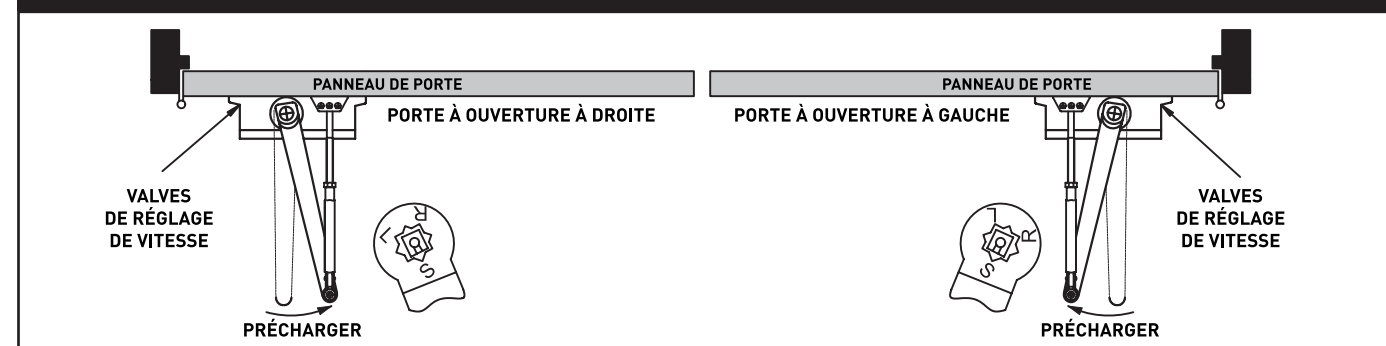 PANNEAU DE PORTE
PORTE À OUVERTURE À DROITE
VALVES
DE RÉGLAGE
DE VITESSE
L
R
S
PRÉCHARGER
PANNEAU DE PORTE
PORTE À OUVERTURE À GAUCHE
VALVES
DE RÉGLAGE
DE VITESSE
L
R
S
PRÉCHARGER